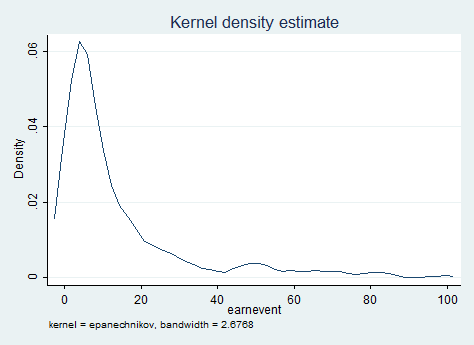 Kernel density estimate
Density
.06
.04
.02
0
0 20 40 60 80 100
earnevent
kernel = epanechnikov, bandwidth = 2.6768